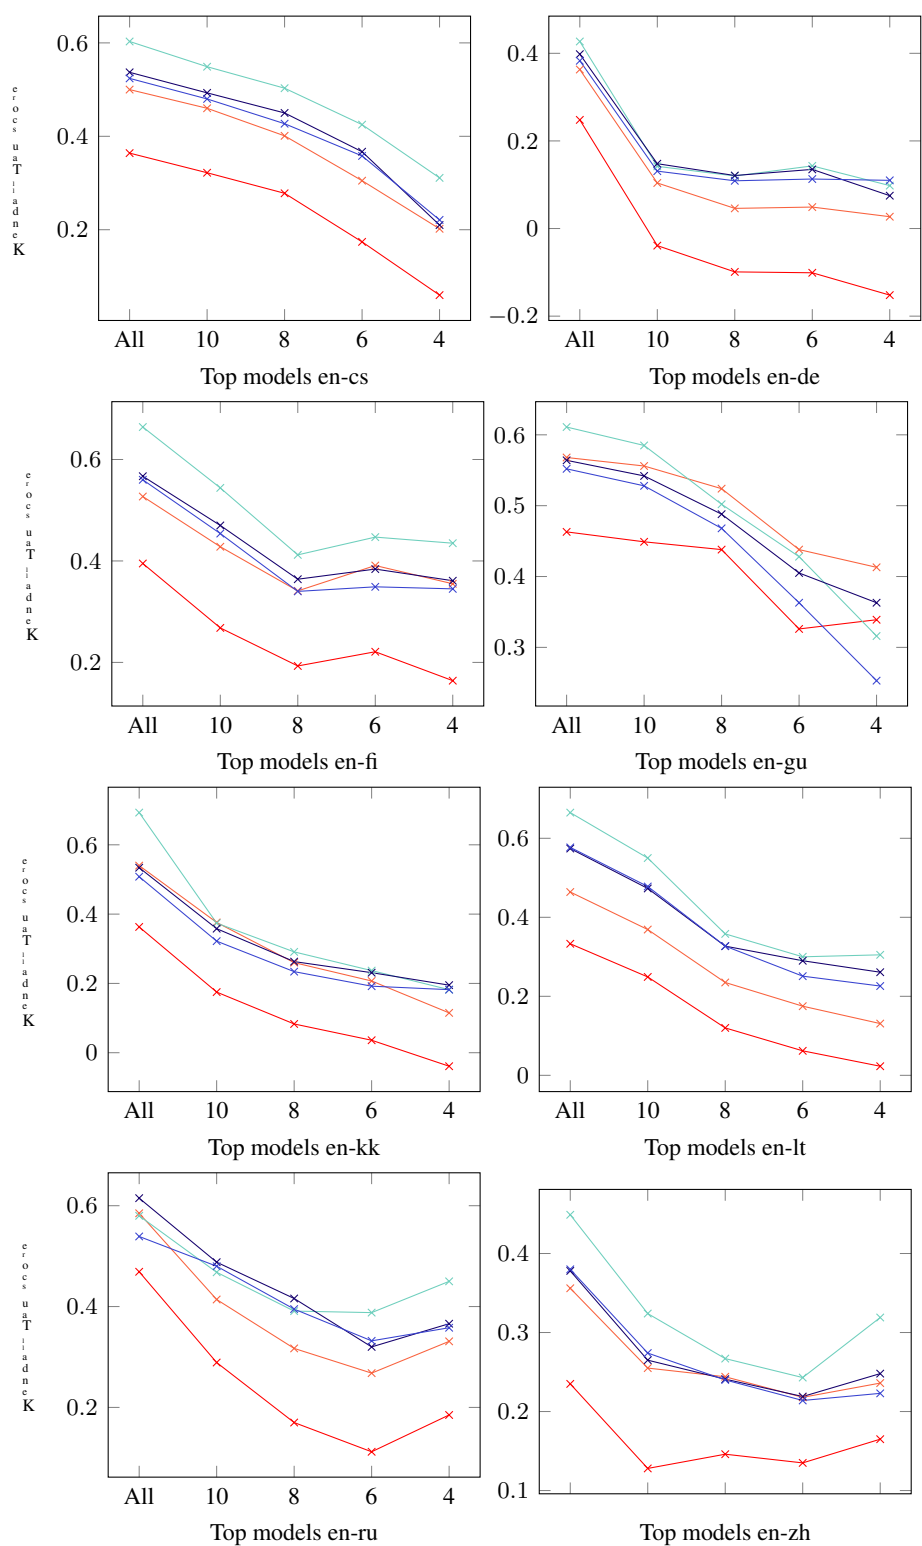 0.6
0.4
0.2
Kendall Tau score
All 10 8 6 4
Top models en-cs
0.4
0.2
0
−0.2
All 10 8 6 4
Top models en-de
0.6
0.4
0.2
Kendall Tau score
All 10 8 6 4
Top models en-fi
0.6
0.5
0.4
0.3
All 10 8 6 4
Top models en-gu
0.6
0.4
0.2
0
Kendall Tau score
All 10 8 6 4
Top models en-kk
0.6
0.4
0.2
0
All 10 8 6 4
Top models en-lt
0.6
0.4
0.2
Kendall Tau score
All 10 8 6 4
Top models en-ru
0.4
0.3
0.2
0.1
Top models en-zh